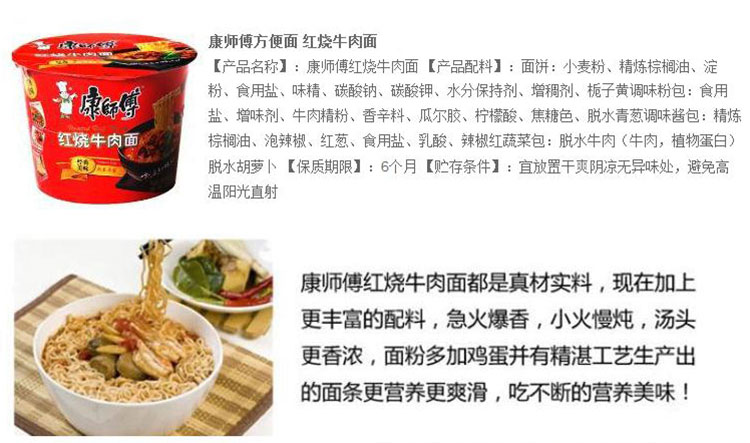 康师傅
红烧牛肉面
康师傅
红烧牛肉面
康师傅方便面 红烧牛肉面
【产品名称】：康师傅红烧牛肉面 【产品配料】：面饼：小麦粉、精炼棕榈油、淀
粉、食用盐、味精、碳酸钠、碳酸钾、水分保持剂、增稠剂、栀子黄调味粉包：食用
盐、增味剂、牛肉精粉、香辛料、瓜尔胶、柠檬酸、焦糖色、脱水青葱调味酱包：精炼
棕榈油、泡辣椒、红葱、食用盐、乳酸、辣椒红蔬菜包：脱水牛肉（牛肉，植物蛋白）
脱水胡萝卜 【保质期限】：6个月 【贮存条件】：宜放置干爽阴凉无异味处，避免高
温阳光直射
康师傅红烧牛肉面都是真材实料，现在加上
更丰富的配料，急火爆香，小火慢炖，汤头
更香浓，面粉多加鸡蛋并有精湛工艺生产出
的面条更营养更爽滑，吃不断的营养美味！